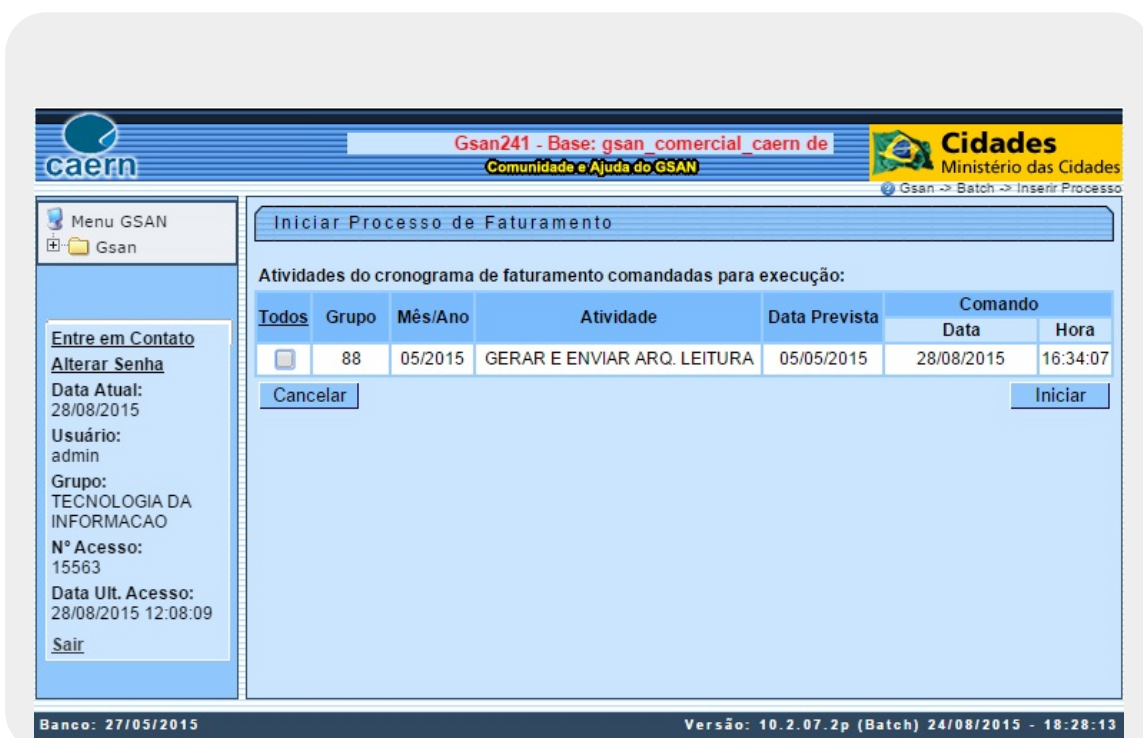 caern
Gsan241 - Base: gsan_comercial_caern de
Comunidade e Ajuda do GSAN
Cidades
Ministério das Cidades
Gsan -> Batch -> Inserir Processo
Menu GSAN
Gsan
Entre em Contato
Alterar Senha
Data Atual:
28/08/2015
Usuário:
admin
Grupo:
TECNOLOGIA DA
INFORMACAO
Nº Acesso:
15563
Data Ult. Acesso:
28/08/2015 12:08:09
Sair
Iniciar Processo de Faturamento
Atividades do cronograma de faturamento comandadas para execução:
Todos Grupo Mês/Ano Atividade Data Prevista Comando
Data Hora
88 05/2015 GERAR E ENVIAR ARQ. LEITURA 05/05/2015 28/08/2015 16:34:07
Cancelar Iniciar
Banco: 27/05/2015 Versão: 10.2.07.2p (Batch) 24/08/2015 - 18:28:13